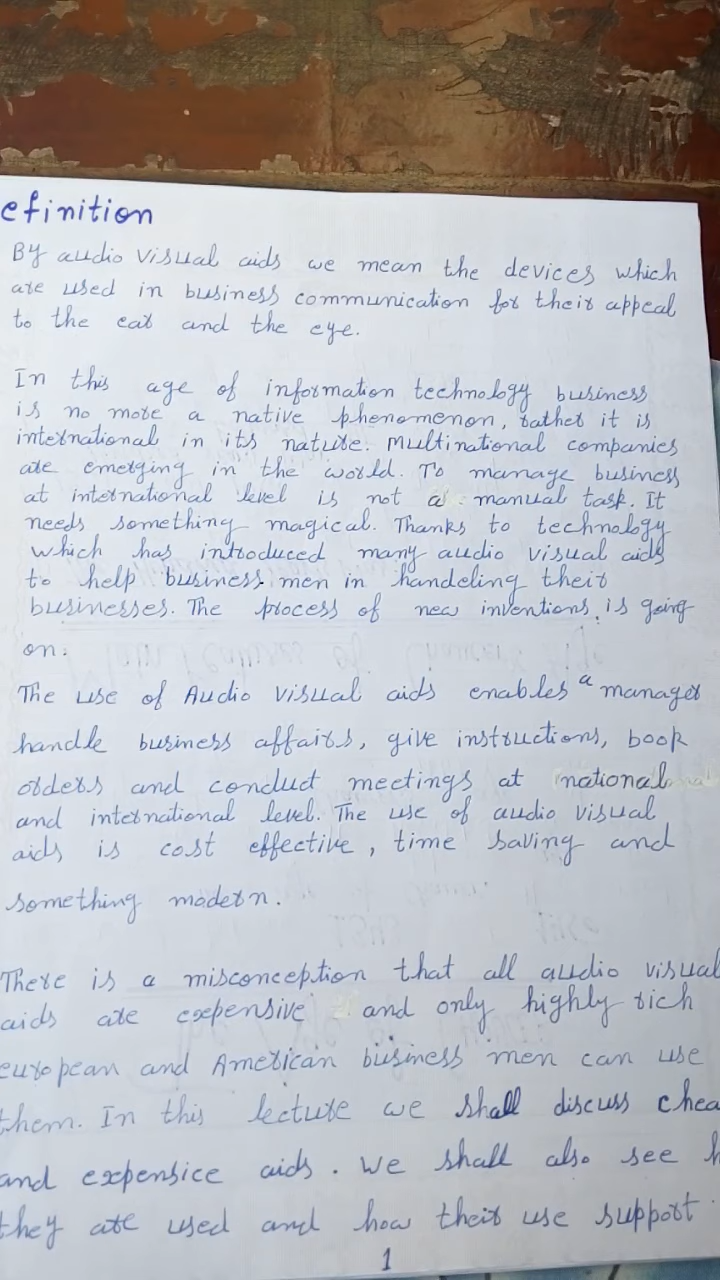 efinition
By audio visual aids we mean the devices which
are used in business communication for their appeal
to the ear and the eye.
In this age of information technology business
is no more a native phenomenon, rather it is
international in its nature. Multinational companies
are emerging in the world. To manage business
at international level is not a manual task. It
needs something magical. Thanks to technology
which has introduced many audio visual aids
to help business men in handeling their
businesses. The process of new inventions is going
on.
The use of Audio visual aids enables a manager
handle business affairs, give instructions, book
orders and conduct meetings at national
and international level. The use of audio visual
aids is cost effective, time saving and
something modern.
There is a misconception that all audio visual
aids are expensive and only highly rich
european and American business men can use
them. In this lecture we shall discuss chea
and expensice aids. We shall also see h
they are used and how their use support
1